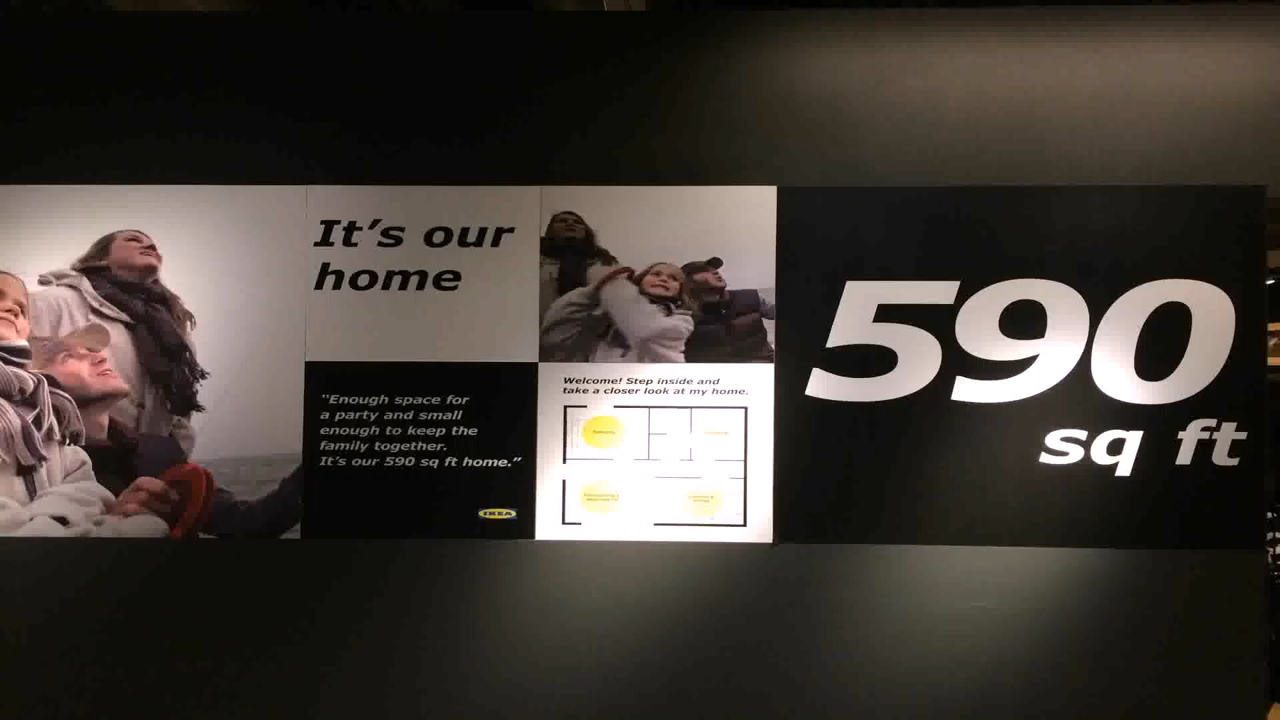 It's our
home
"Enough space for
a party and small
enough to keep the
family together.
It's our 590 sq ft home."
IKEA
Welcome! Step inside and
take a closer look at my home.
590
sq ft